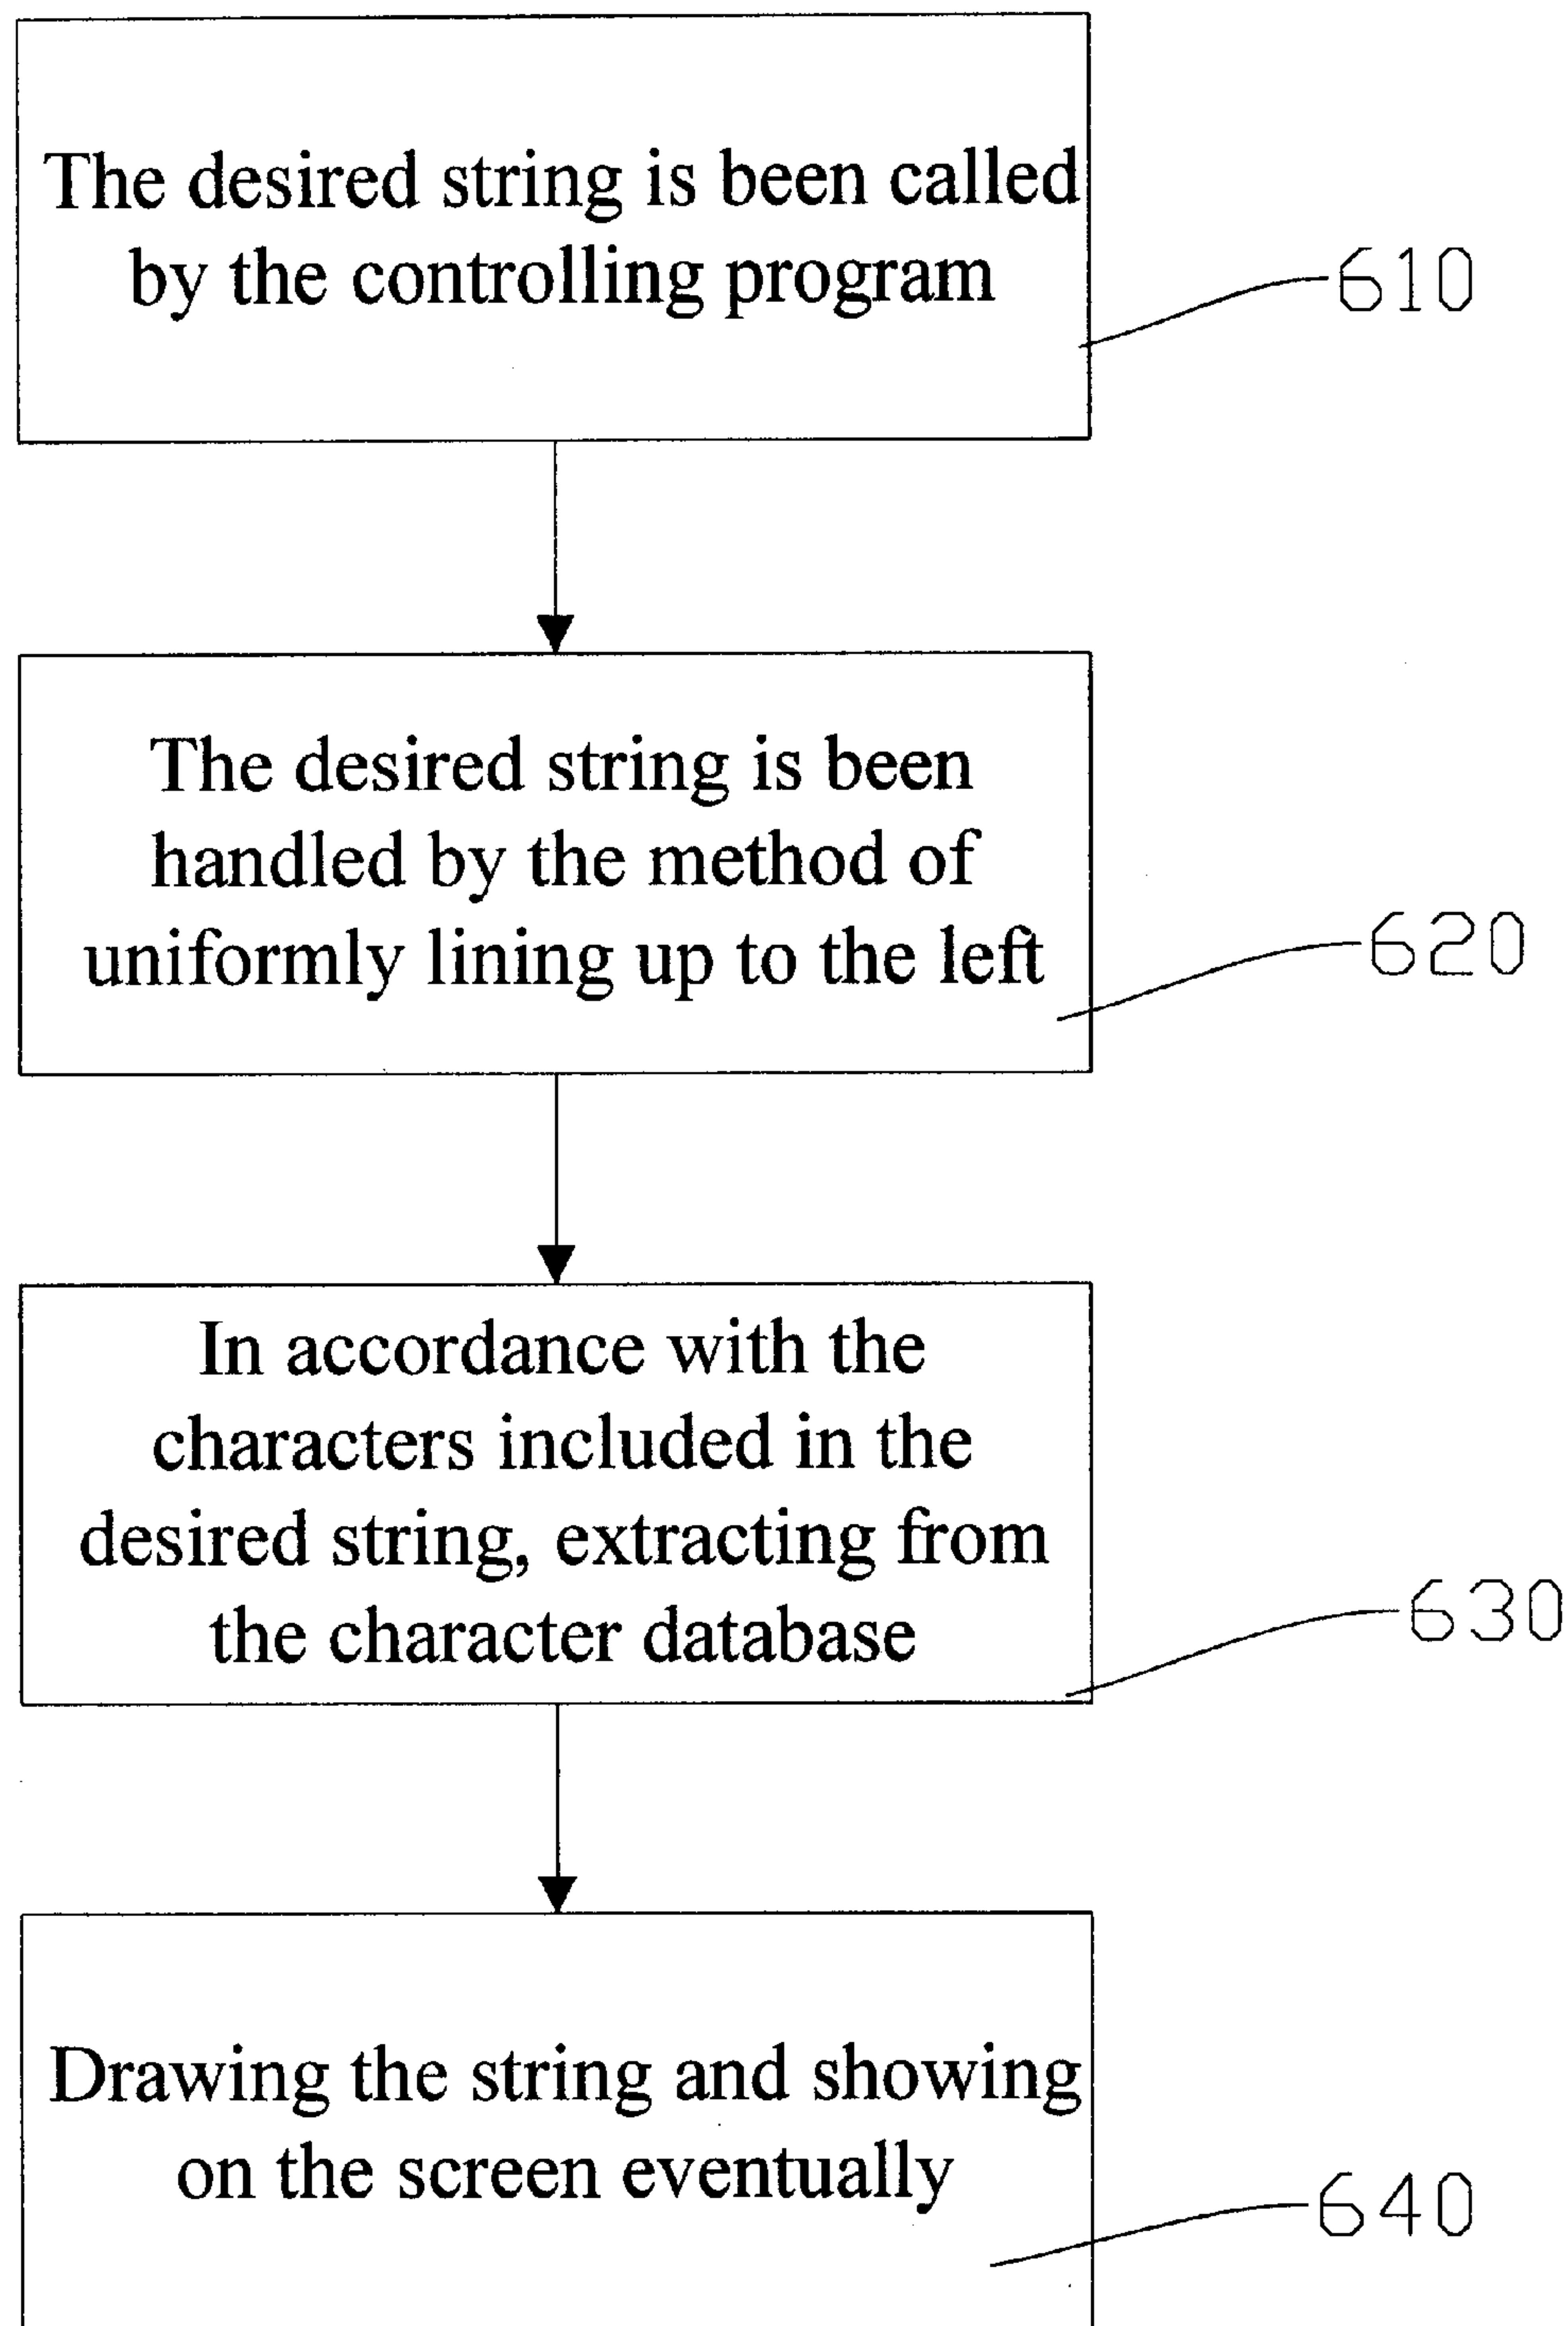 The desired string is been called
by the controlling program
610
The desired string is been
handled by the method of
uniformly lining up to the left
620
In accordance with the
characters included in the
desired string, extracting from
the character database
630
Drawing the string and showing
on the screen eventually
640